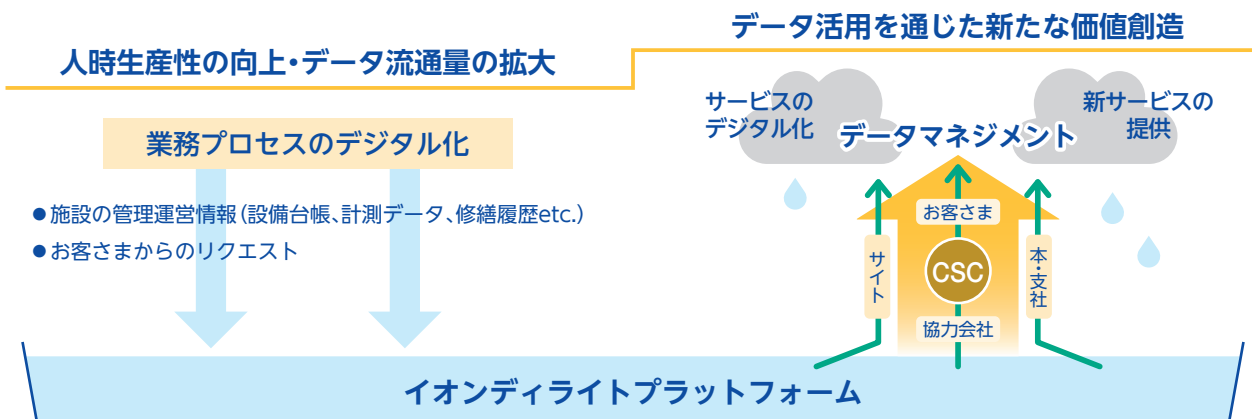 人時生産性の向上・データ流通量の拡大
業務プロセスのデジタル化
●施設の管理運営情報（設備台帳、計測データ、修繕履歴etc.）
●お客さまからのリクエスト
データ活用を通じた新たな価値創造
サービスの
デジタル化
新サービスの
提供
データマネジメント
お客さま
サイト
CSC
本・支社
協力会社
イオンディライトプラットフォーム